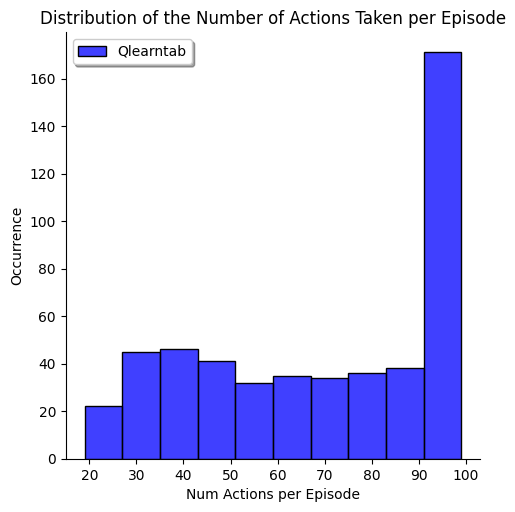 Distribution of the Number of Actions Taken per Episode
Qlearntab
160
140
120
100
80
60
40
20
0
Occurrence
20 30 40 50 60 70 80 90 100
Num Actions per Episode